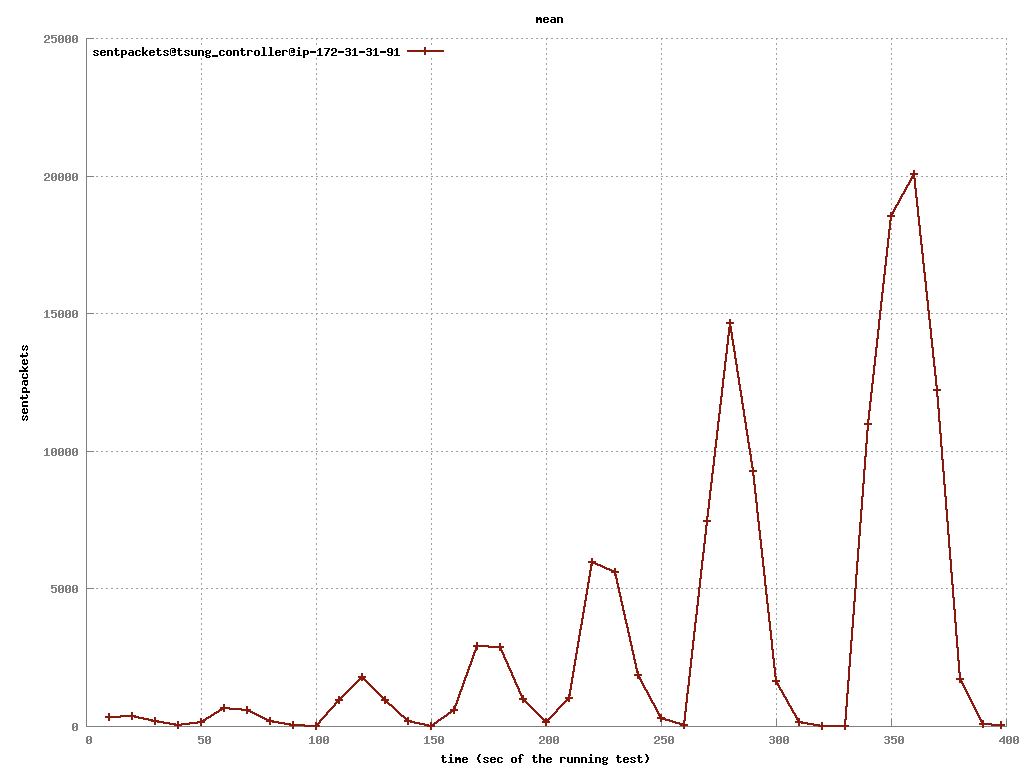 mean
sentpackets@tsung_controller@ip-172-31-31-91
25000
20000
15000
10000
5000
0
sentpackets
0 50 100 150 200 250 300 350 400
time (sec of the running test)